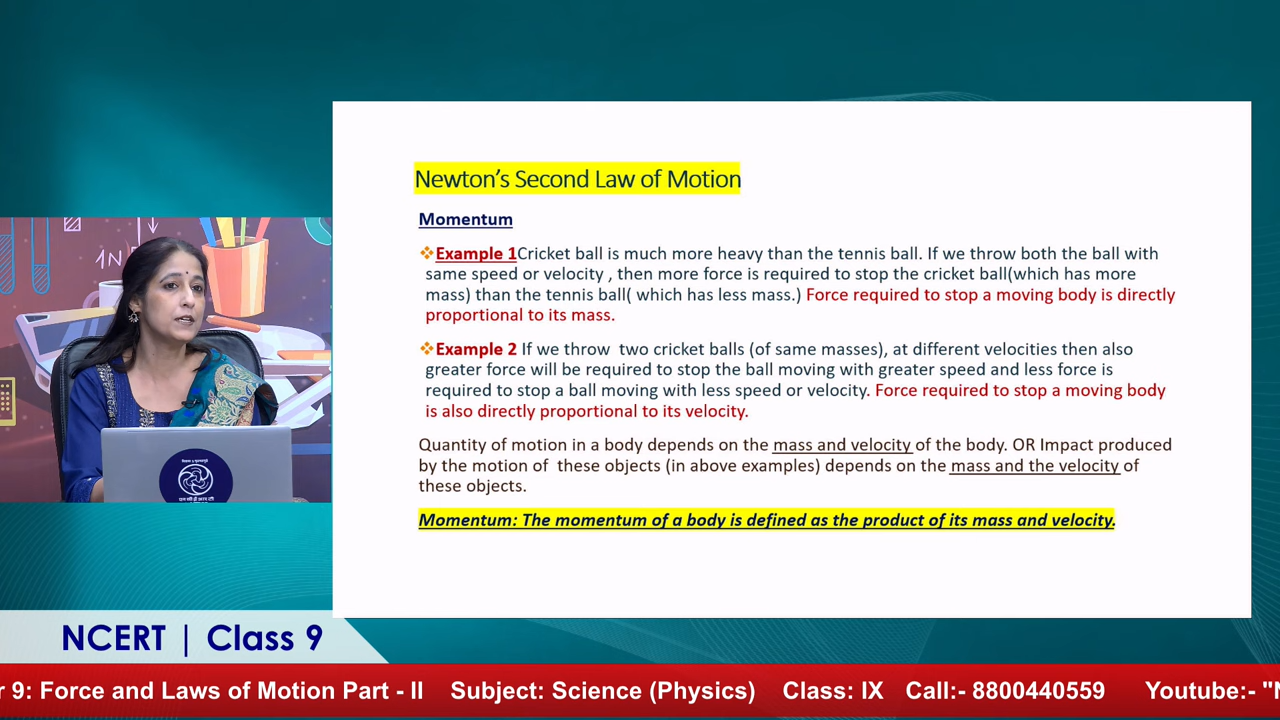 Newton's Second Law of Motion
Momentum
❖Example 1Cricket ball is much more heavy than the tennis ball. If we throw both the ball with
same speed or velocity , then more force is required to stop the cricket ball(which has more
mass) than the tennis ball( which has less mass.) Force required to stop a moving body is directly
proportional to its mass.
❖Example 2 If we throw two cricket balls (of same masses), at different velocities then also
greater force will be required to stop the ball moving with greater speed and less force is
required to stop a ball moving with less speed or velocity. Force required to stop a moving body
is also directly proportional to its velocity.
Quantity of motion in a body depends on the mass and velocity of the body. OR Impact produced
by the motion of these objects (in above examples) depends on the mass and the velocity of
these objects.
Momentum: The momentum of a body is defined as the product of its mass and velocity.
NCERT | Class 9
r 9: Force and Laws of Motion Part - II Subject: Science (Physics) Class: IX Call:- 8800440559 Youtube:- "N